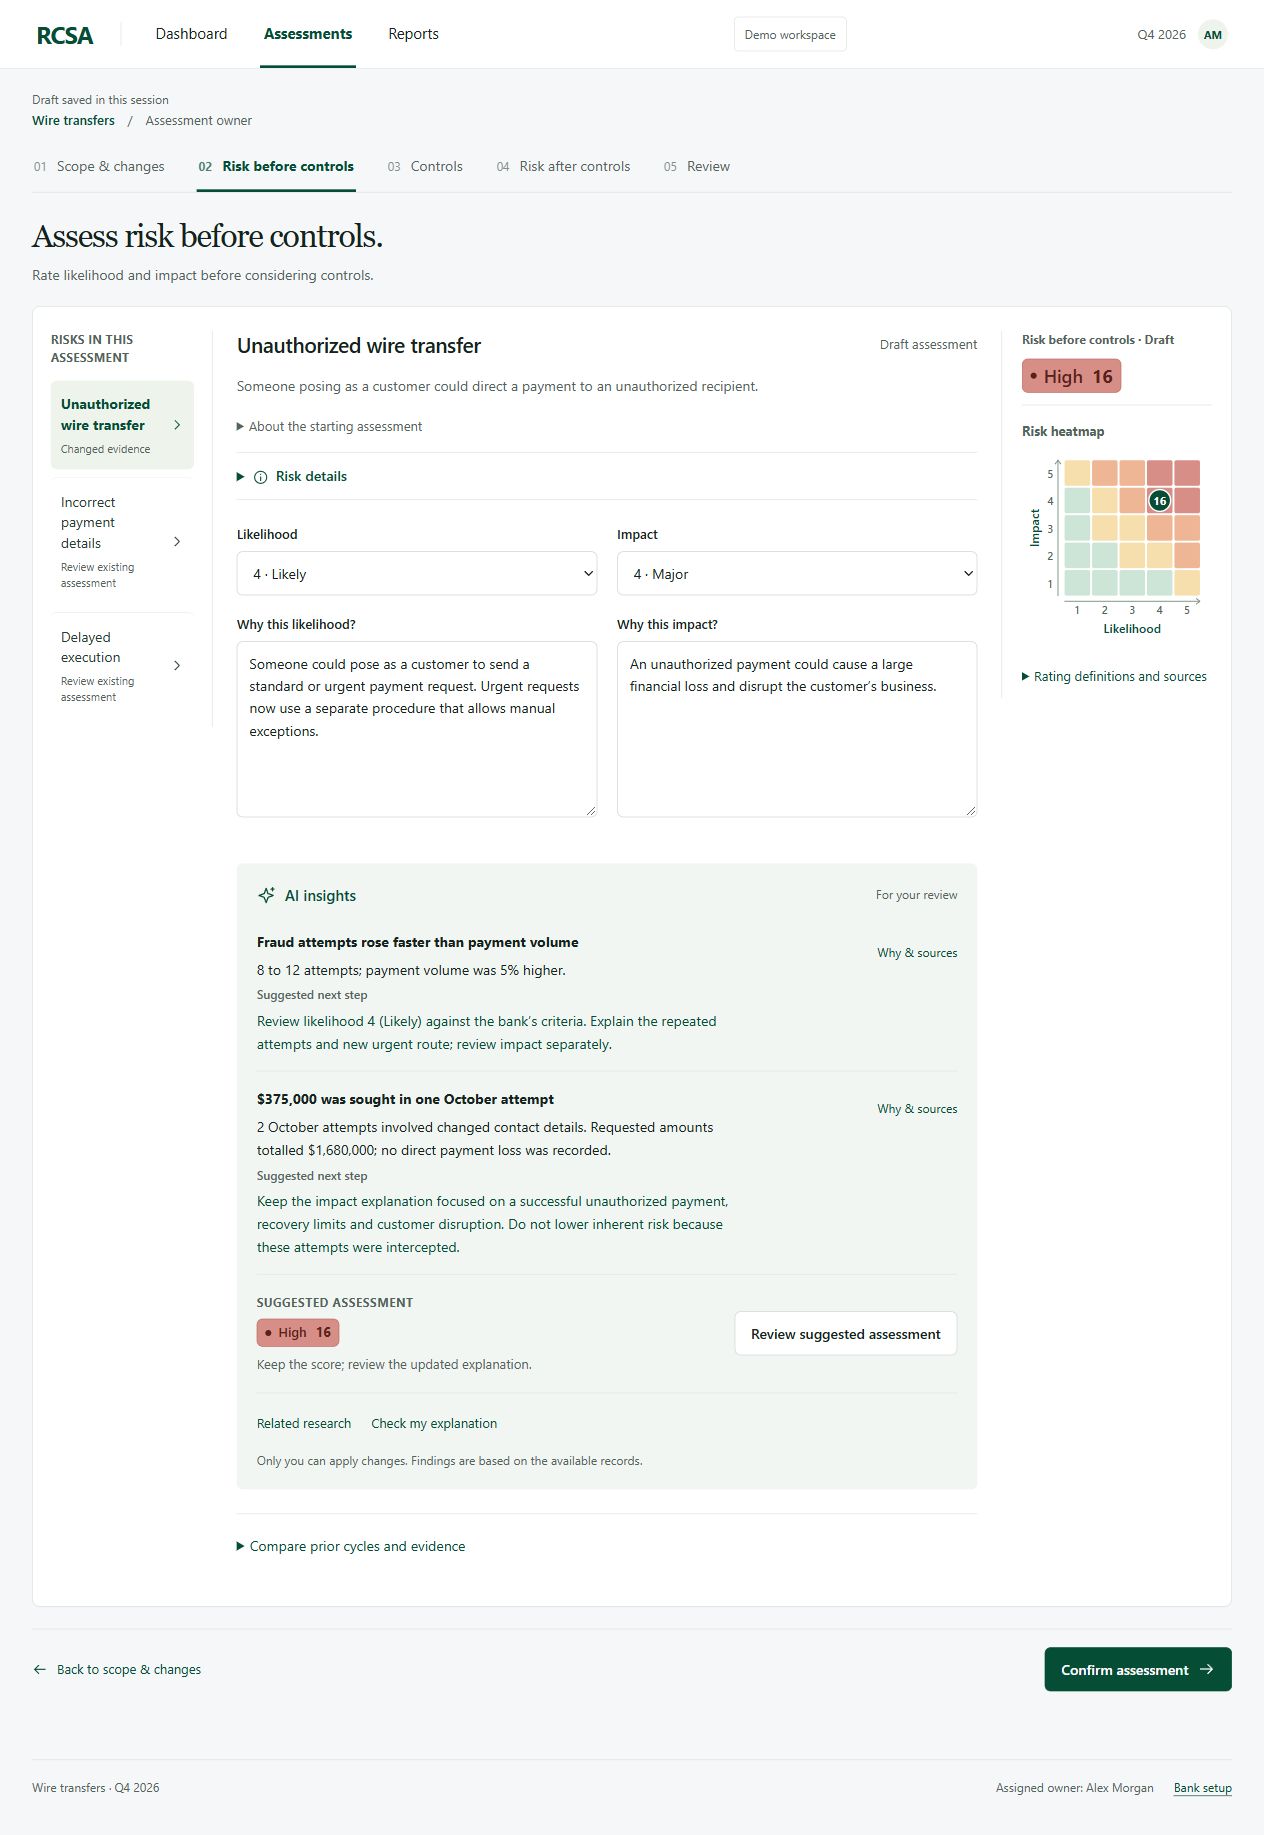 RCSA
Dashboard
Assessments
Reports
Demo workspace
Q4 2026
AM
Draft saved in this session
Wire transfers / Assessment owner
01 Scope & changes
02 Risk before controls
03 Controls
04 Risk after controls
05 Review
Assess risk before controls.
Rate likelihood and impact before considering controls.
RISKS IN THIS
ASSESSMENT
Unauthorized
wire transfer
Changed evidence
Incorrect
payment
details
Review existing
assessment
Delayed
execution
Review existing
assessment
Unauthorized wire transfer
Draft assessment
Someone posing as a customer could direct a payment to an unauthorized recipient.
About the starting assessment
Risk details
Likelihood
4 · Likely
Impact
4 · Major
Why this likelihood?
Someone could pose as a customer to send a
standard or urgent payment request. Urgent requests
now use a separate procedure that allows manual
exceptions.
Why this impact?
An unauthorized payment could cause a large
financial loss and disrupt the customer’s business.
AI insights
For your review
Fraud attempts rose faster than payment volume
Why & sources
8 to 12 attempts; payment volume was 5% higher.
Suggested next step
Review likelihood 4 (Likely) against the bank’s criteria. Explain the repeated
attempts and new urgent route; review impact separately.
$375,000 was sought in one October attempt
Why & sources
2 October attempts involved changed contact details. Requested amounts
totalled $1,680,000; no direct payment loss was recorded.
Suggested next step
Keep the impact explanation focused on a successful unauthorized payment,
recovery limits and customer disruption. Do not lower inherent risk because
these attempts were intercepted.
SUGGESTED ASSESSMENT
• High 16
Keep the score; review the updated explanation.
Review suggested assessment
Related research
Check my explanation
Only you can apply changes. Findings are based on the available records.
Compare prior cycles and evidence
Risk before controls · Draft
• High 16
Risk heatmap
Impact
5
4
3
2
1
16
1 2 3 4 5
Likelihood
Rating definitions and sources
← Back to scope & changes
Confirm assessment →
Wire transfers · Q4 2026
Assigned owner: Alex Morgan
Bank setup